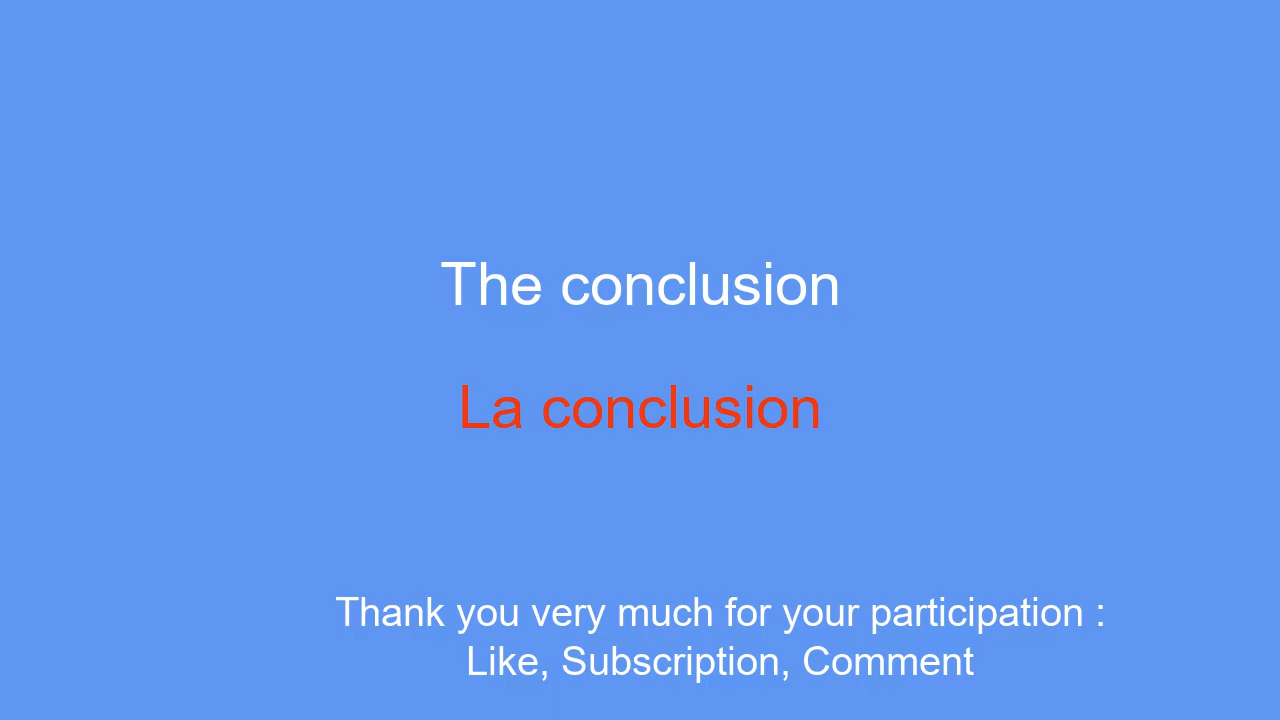 The conclusion
La conclusion
Thank you very much for your participation :
Like, Subscription, Comment